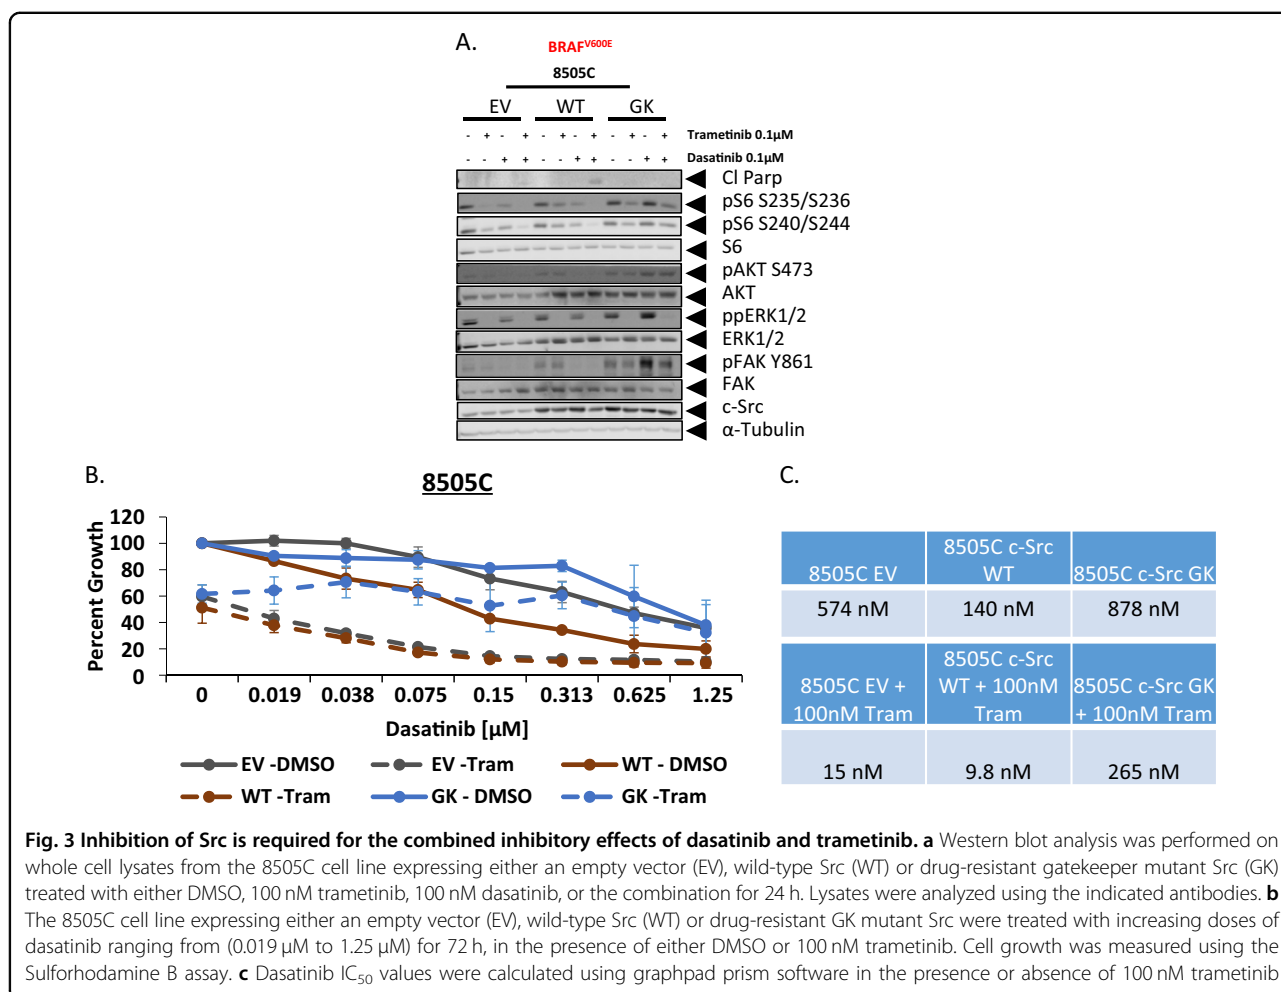 A.
BRAFV600E
8505C
EV WT GK
- + - + - + - + - + - + Trametinib 0.1μM
- - + + - - + + - - + + Dasatinib 0.1μM
Cl Parp
pS6 S235/S236
pS6 S240/S244
S6
pAKT S473
AKT
ppERK1/2
ERK1/2
pFAK Y861
FAK
c-Src
α-Tubulin
B.
8505C
120
100
80
60
40
20
0
Percent Growth
0 0.019 0.038 0.075 0.15 0.313 0.625 1.25
Dasatinib [μM]
EV -DMSO EV -Tram WT - DMSO
WT -Tram GK - DMSO GK -Tram
C.
8505C EV 8505C c-Src WT 8505C c-Src GK
574 nM 140 nM 878 nM
8505C EV + 100nM Tram 8505C c-Src WT + 100nM Tram 8505C c-Src GK + 100nM Tram
15 nM 9.8 nM 265 nM
Fig. 3 Inhibition of Src is required for the combined inhibitory effects of dasatinib and trametinib. a Western blot analysis was performed on
whole cell lysates from the 8505C cell line expressing either an empty vector (EV), wild-type Src (WT) or drug-resistant gatekeeper mutant Src (GK)
treated with either DMSO, 100 nM trametinib, 100 nM dasatinib, or the combination for 24 h. Lysates were analyzed using the indicated antibodies. b
The 8505C cell line expressing either an empty vector (EV), wild-type Src (WT) or drug-resistant GK mutant Src were treated with increasing doses of
dasatinib ranging from (0.019 μM to 1.25 μM) for 72 h, in the presence of either DMSO or 100 nM trametinib. Cell growth was measured using the
Sulforhodamine B assay. c Dasatinib IC50 values were calculated using graphpad prism software in the presence or absence of 100 nM trametinib